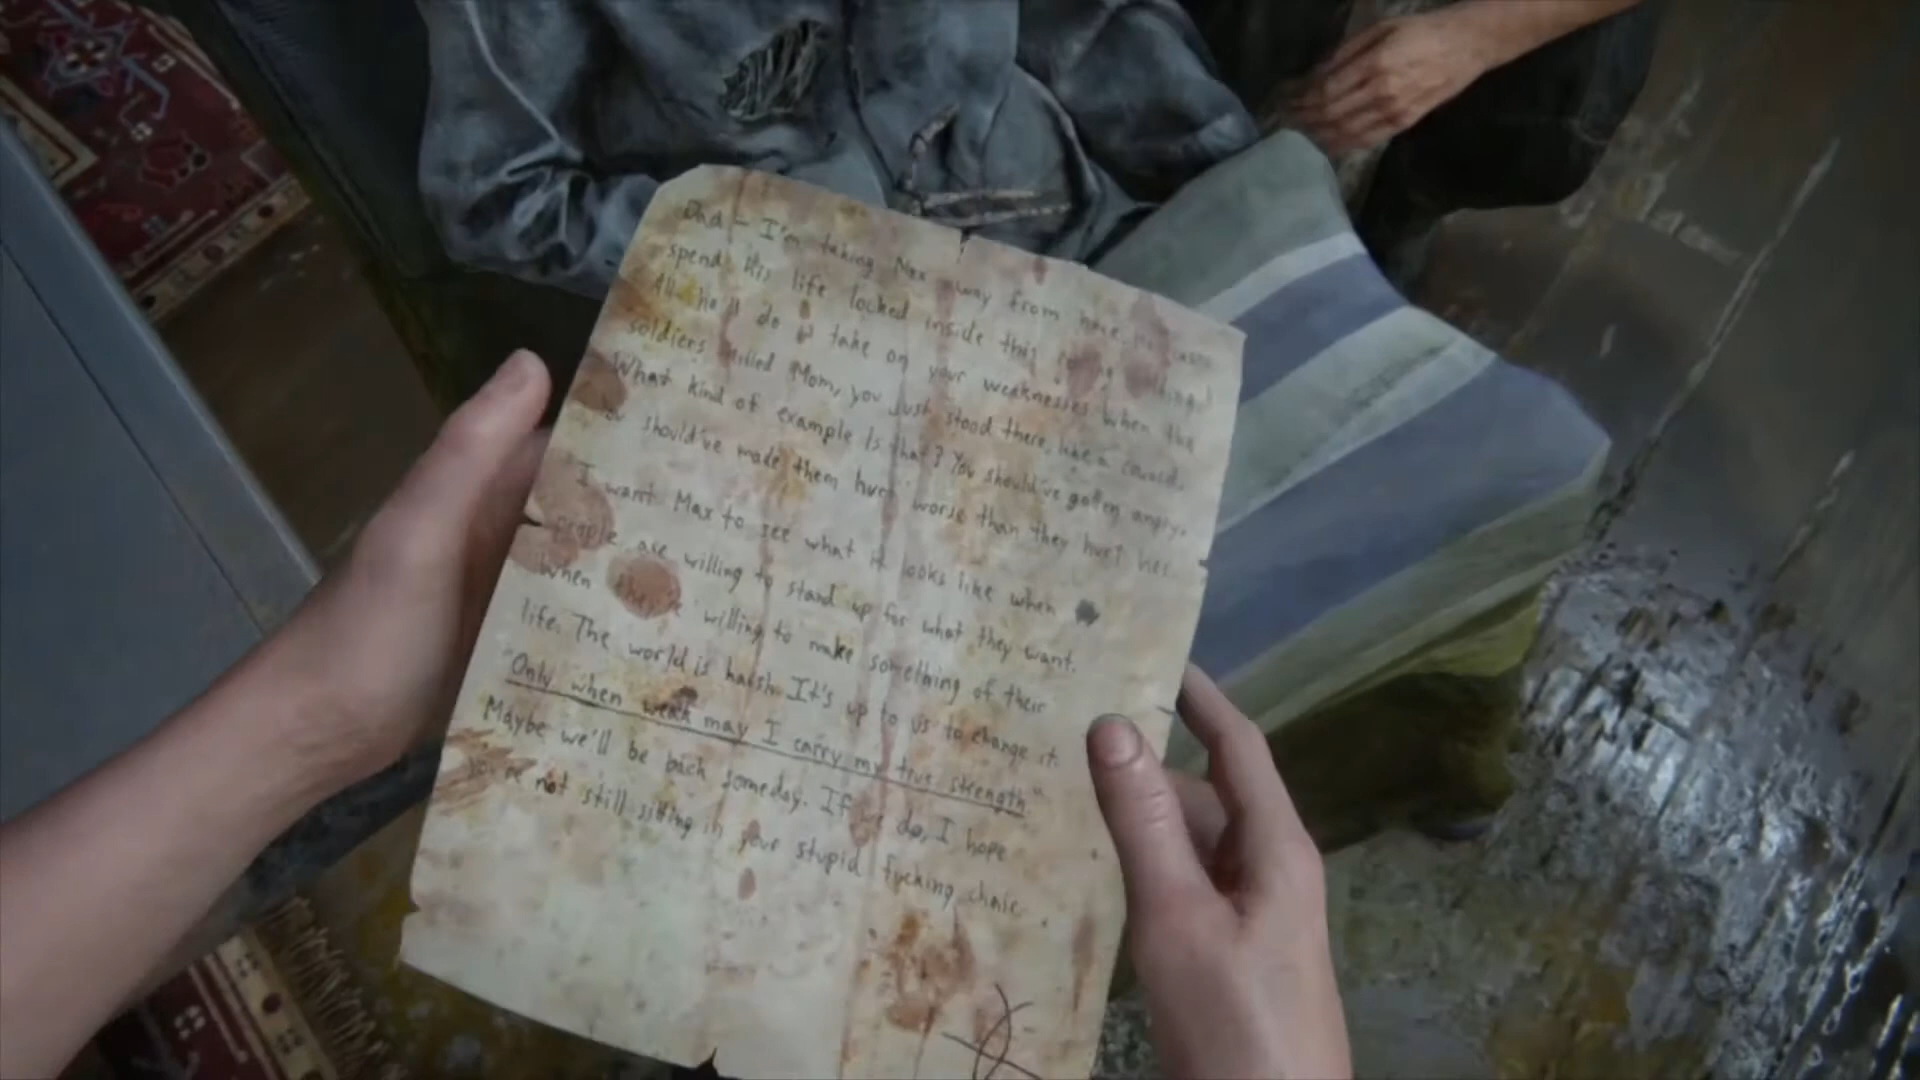 Dad - I'm taking Max away from here. He can't
spend his life locked inside this thing!
All he'll do is take on your weaknesses. When the
soldiers killed Mom, you just stood there, like a coward.
What kind of example is that? You should've gotten angry.
You should've made them hurt worse than they hurt her.
I want Max to see what it looks like when
people are willing to stand up for what they want.
When they're willing to make something of their
life. The world is harsh. It's up to us to change it.
"Only when weak may I carry my true strength"
Maybe we'll be back someday. If we do, I hope
you're not still sitting in your stupid fucking clinic.